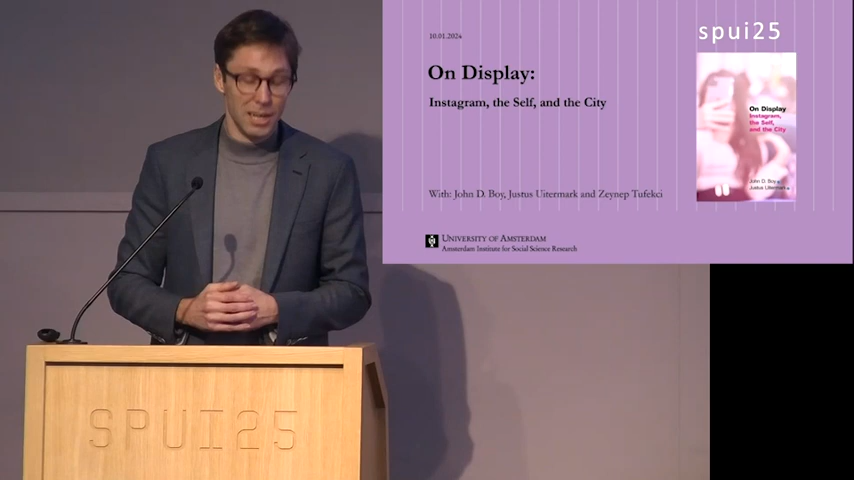 spui25
10.01.2024
On Display:
Instagram, the Self, and the City
On Display
Instagram,
the Self,
and the City
John D. Boy
Justus Uitermark
With: John D. Boy, Justus Uitermark and Zeynep Tufekci
UNIVERSITY OF AMSTERDAM
Amsterdam Institute for Social Science Research
SPUI25